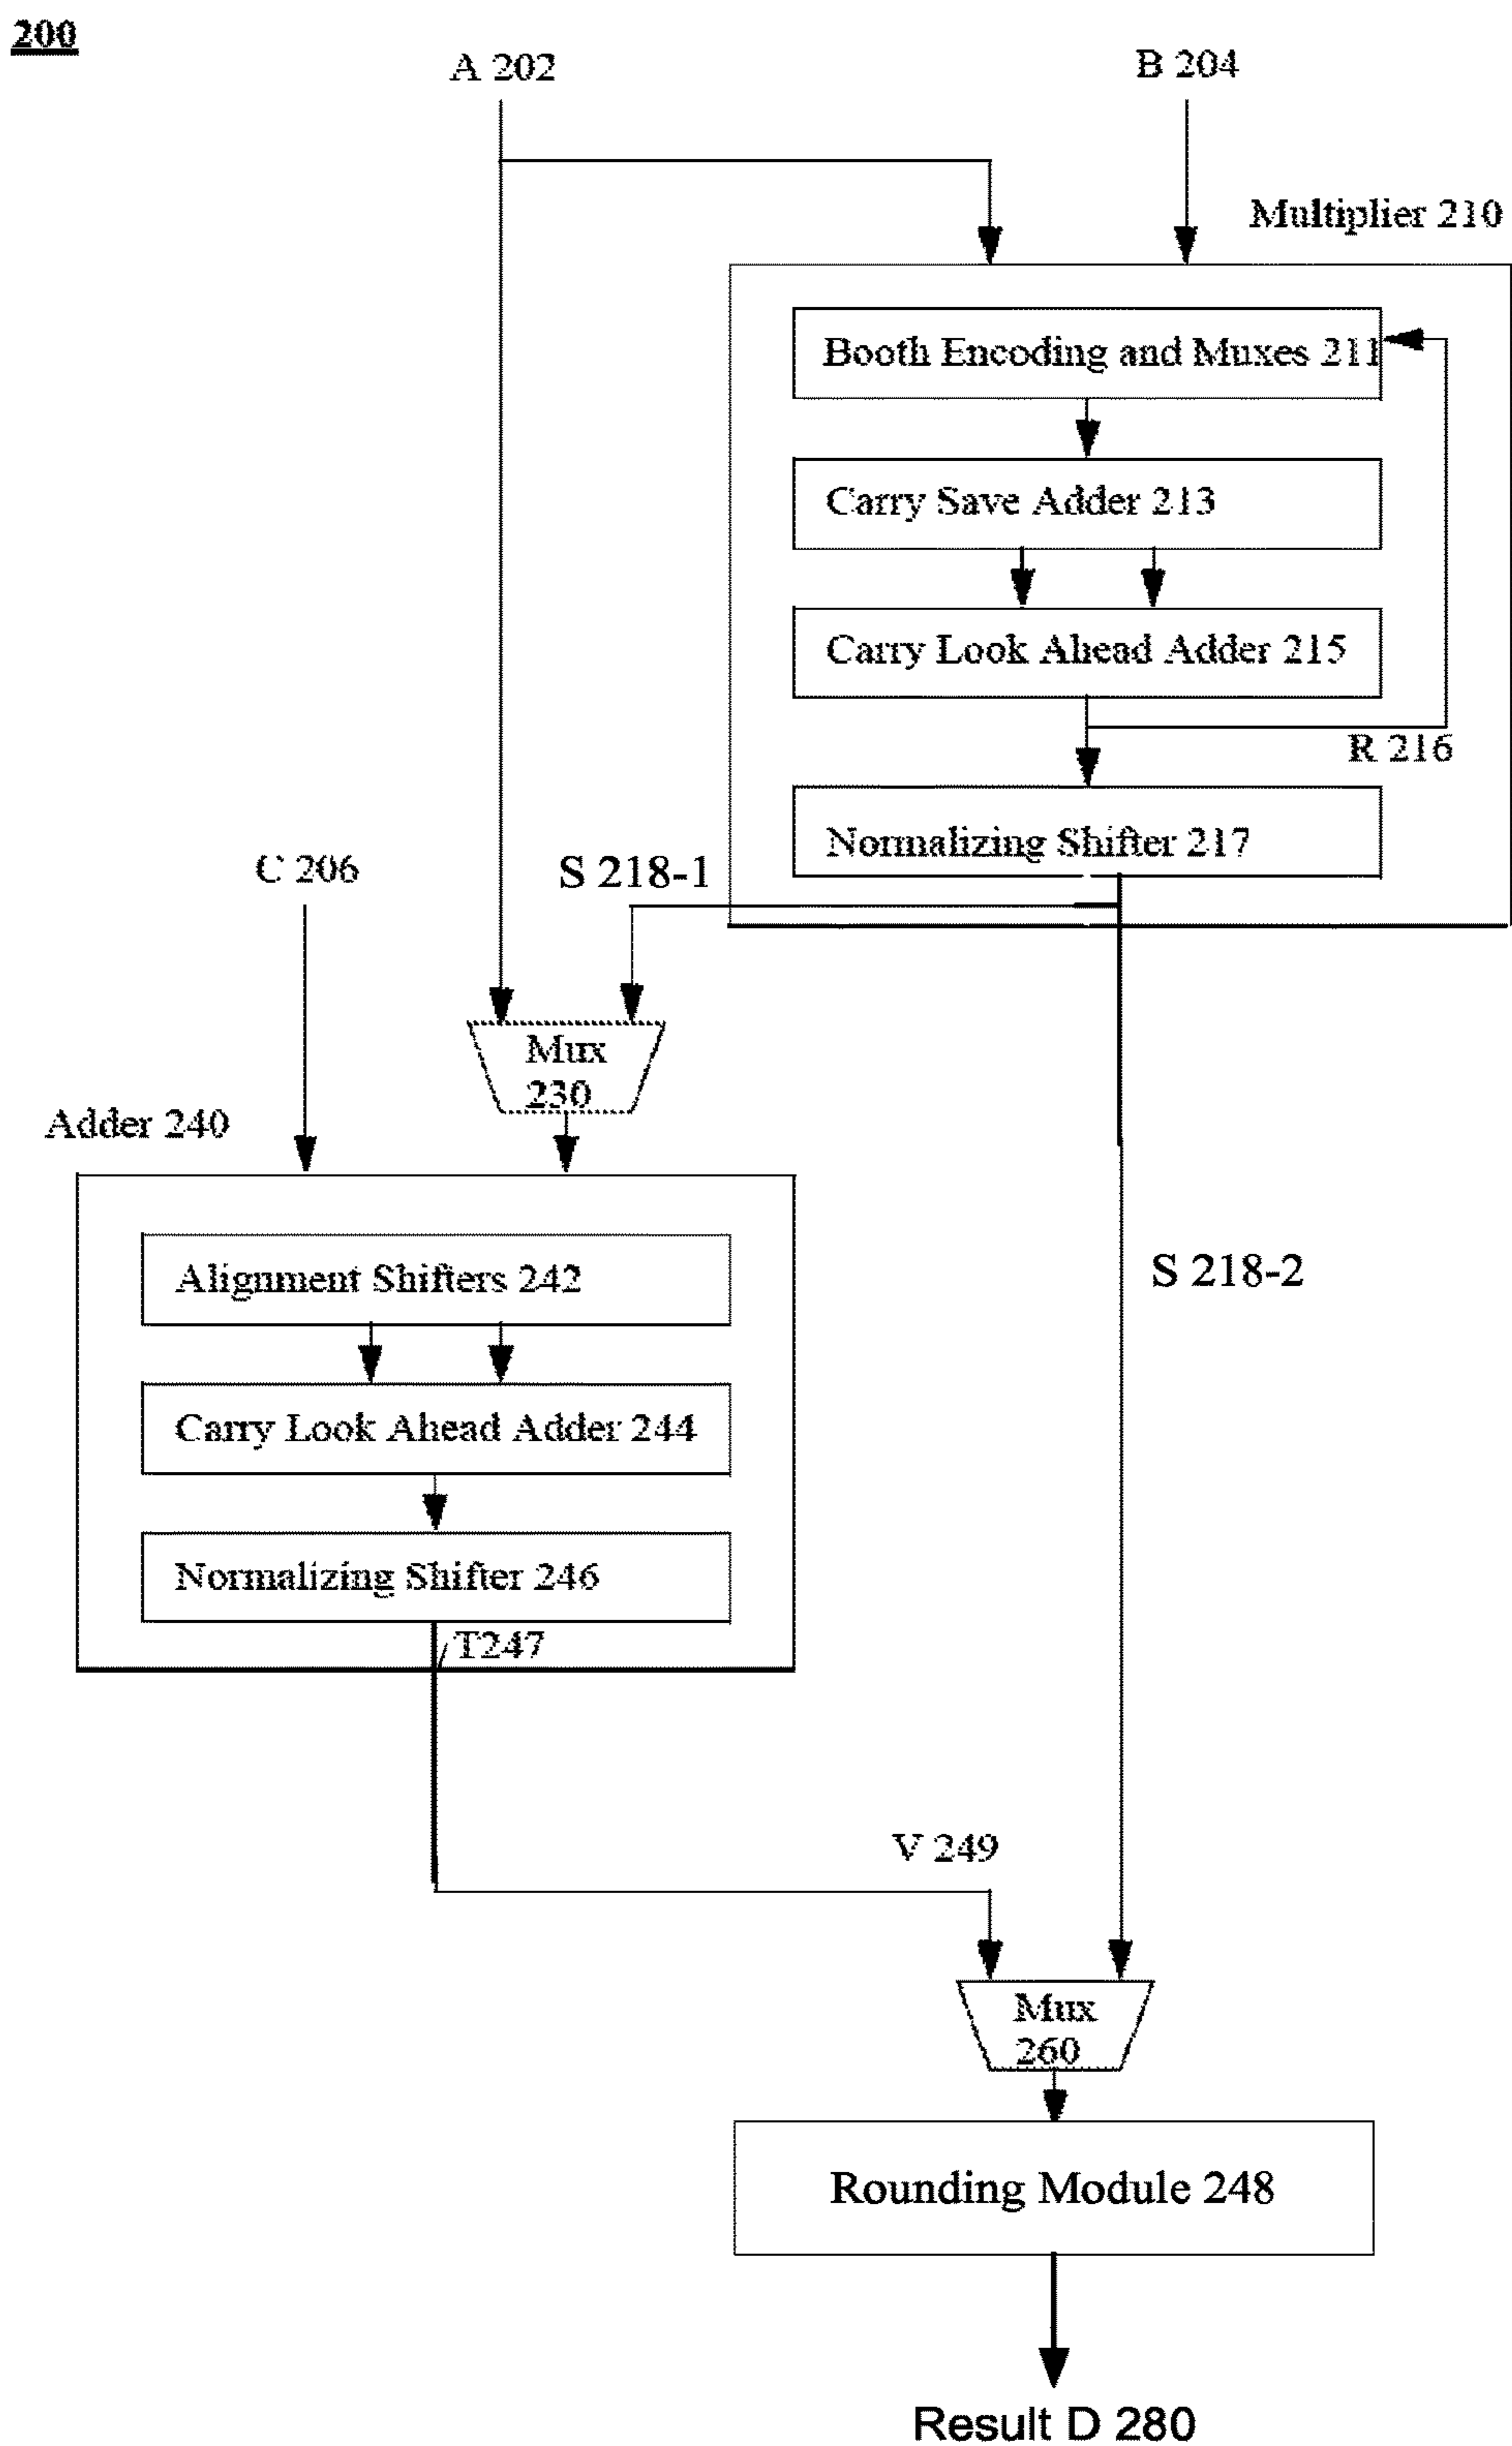 200
A 202
B 204
Multiplier 210
Booth Encoding and Muxes 211
Carry Save Adder 213
Carry Look Ahead Adder 215
R 216
Normalizing Shifter 217
C 206
S 218-1
Mux
230
Adder 240
Alignment Shifters 242
S 218-2
Carry Look Ahead Adder 244
Normalizing Shifter 246
T247
V 249
Mux
260
Rounding Module 248
Result D 280